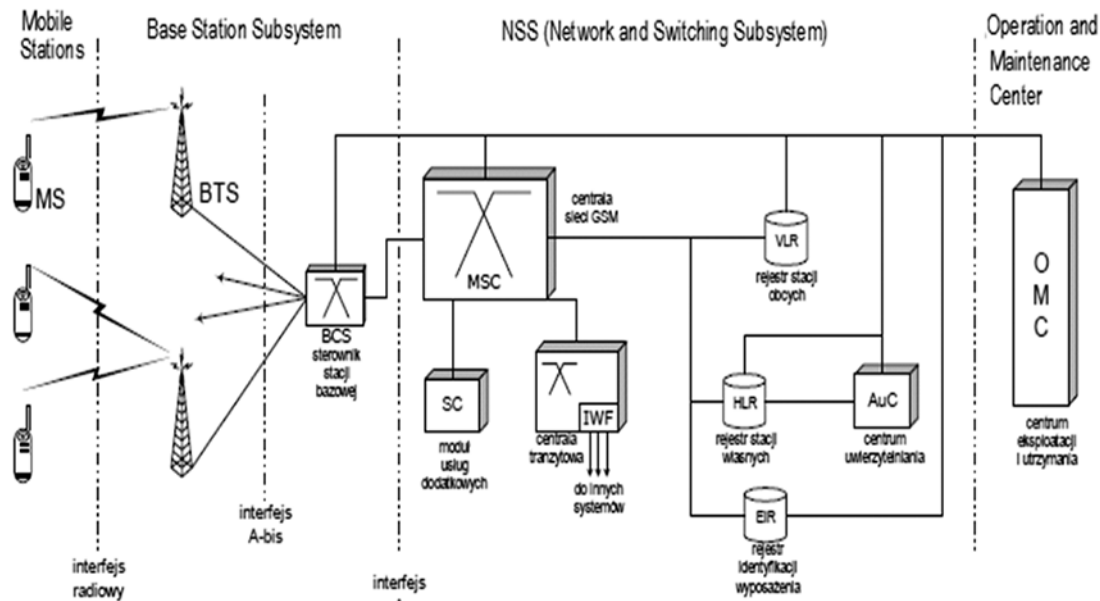 Mobile
Stations
Base Station Subsystem
NSS (Network and Switching Subsystem)
Operation and
Maintenance
Center
MS
BTS
BCS
sterownik
stacji
bazowej
MSC
centrala
sieci GSM
SC
moduł
usług
dodatkowych
IWF
centrala
tranzytowa
do innych
systemów
VLR
rejestr stacji
obcych
HLR
rejestr stacji
własnych
AuC
centrum
uwierzytelniania
EIR
rejestr
identyfikacji
wyposażenia
O
M
C
centrum
eksploatacji
i utrzymania
interfejs
A-bis
interfejs
radiowy
interfejs